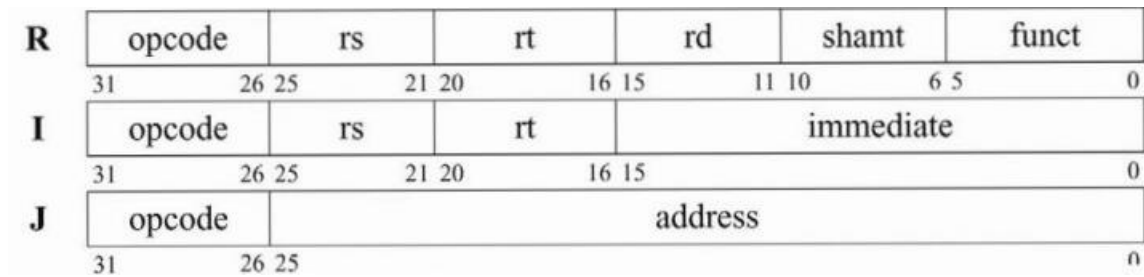 R opcode rs rt rd shamt funct
31 26 25 21 20 16 15 11 10 6 5 0
I opcode rs rt immediate
31 26 25 21 20 16 15 0
J opcode address
31 26 25 0